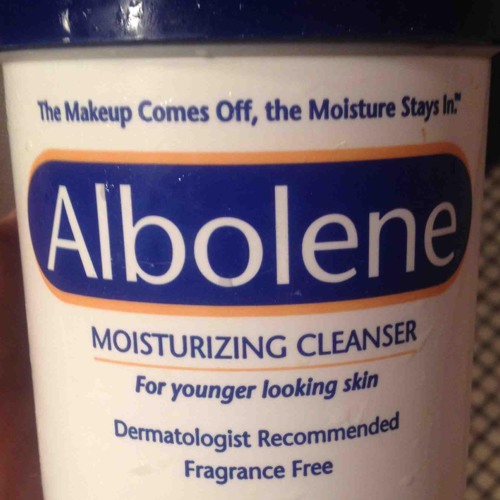 The Makeup Comes Off, the Moisture Stays In.™
Albolene
MOISTURIZING CLEANSER
For younger looking skin
Dermatologist Recommended
Fragrance Free